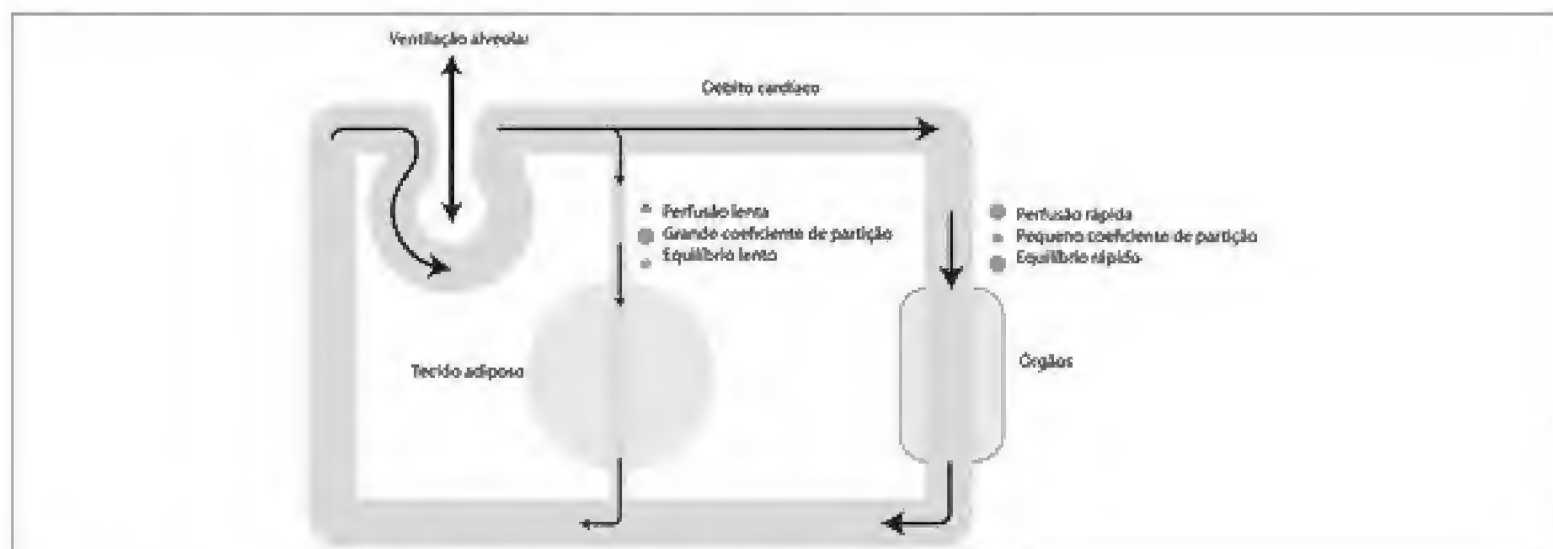 Ventilação alveolar
Débito cardíaco
Perfusão lenta
Grande coeficiente de partição
Equilíbrio lento
Perfusão rápida
Pequeno coeficiente de partição
Equilíbrio rápido
Tecido adiposo
Órgãos